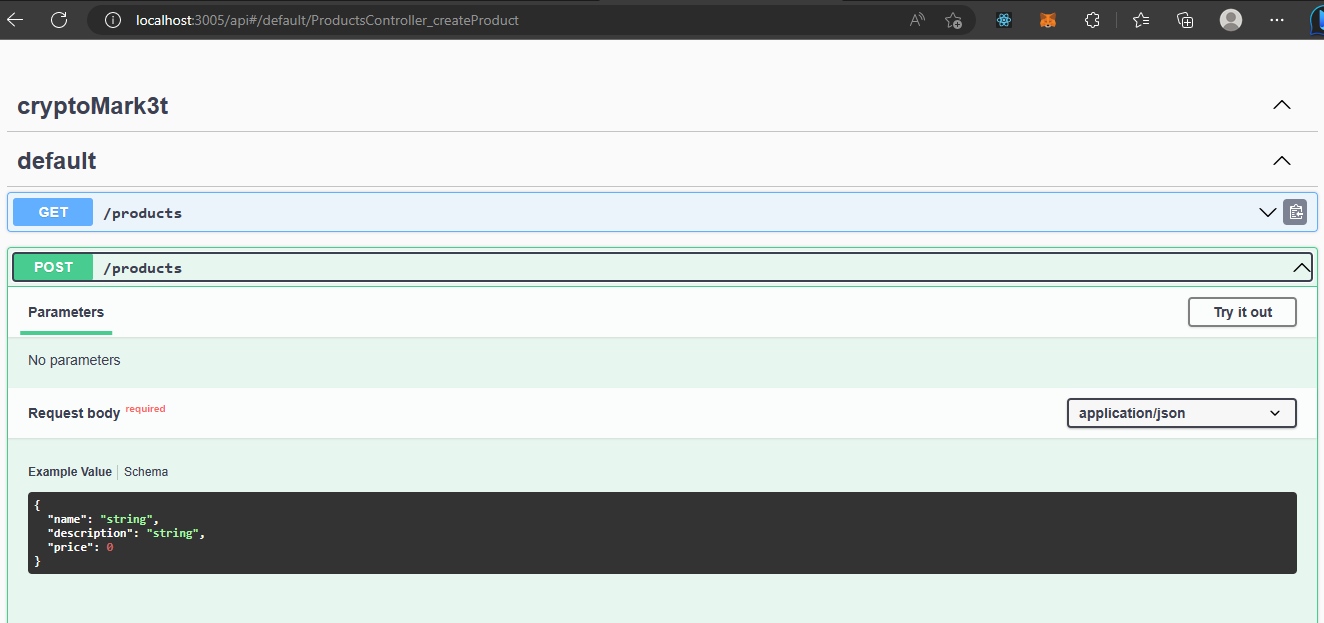 localhost:3005/api#/default/ProductsController_createProduct
cryptoMark3t
default
GET /products
POST /products
Parameters Try it out
No parameters
Request body required application/json
Example Value Schema
{
"name": "string",
"description": "string",
"price": 0
}